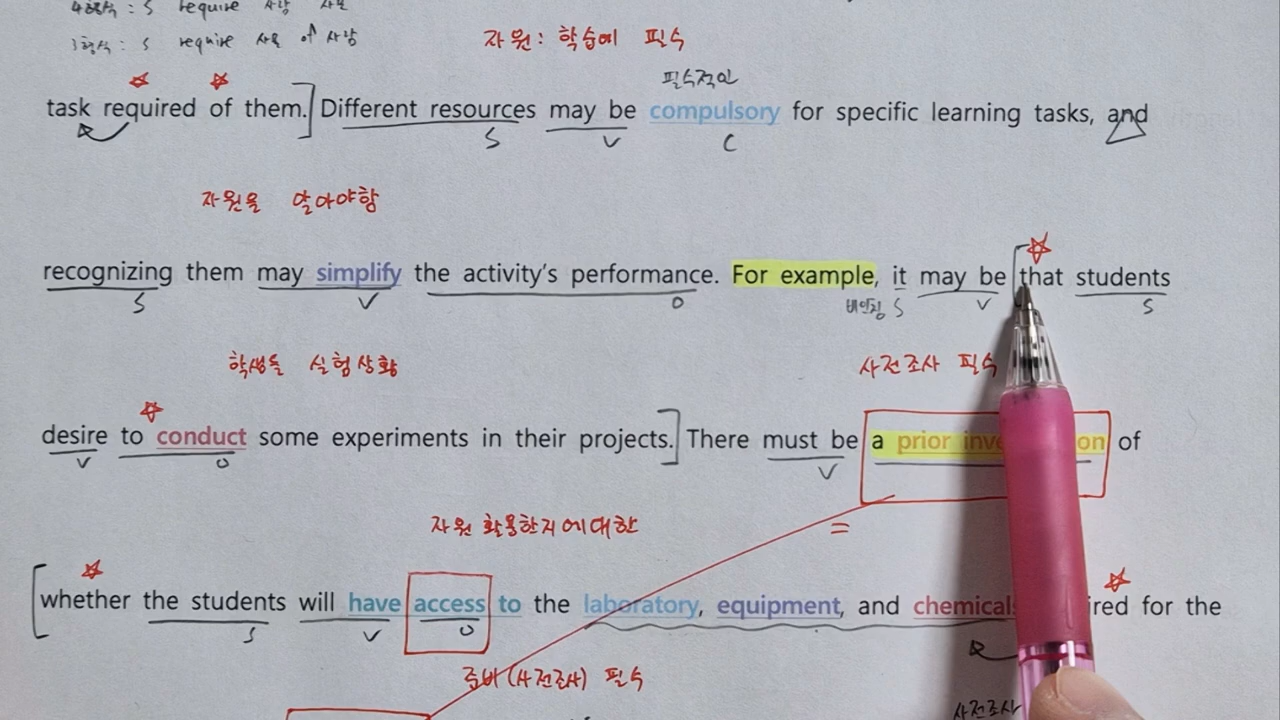 4형식 : S require 사람 사물
3형식 : S require 사물 of 사람
자원 : 학습에 필수
필수적인
task required of them.] Different resources may be compulsory for specific learning tasks, and
S V C
자원을 알아야함
recognizing them may simplify the activity's performance. For example, it may be [that students
S V O 비인칭 S V S
학생들 실험상황
사전조사 필수
desire to conduct some experiments in their projects.] There must be a prior of
V O V
자원 활용한지에대한
=
[whether the students will have access to the laboratory, equipment, and for the
S V O
준비(사전조사) 필수
사전조사